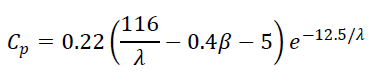 C_p = 0.22 (116/λ − 0.4β − 5) e^{−12.5/λ}